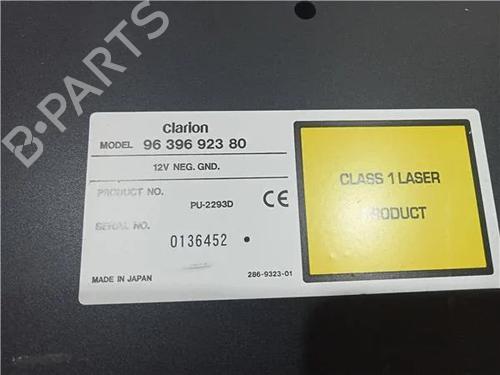 B-PARTS
clarion
MODEL 96 396 923 80
12V NEG. GND.
PRODUCT NO. PU-2293D
SERIAL NO. 0136452
MADE IN JAPAN 286-9323-01
CE
CLASS 1 LASER
PRODUCT